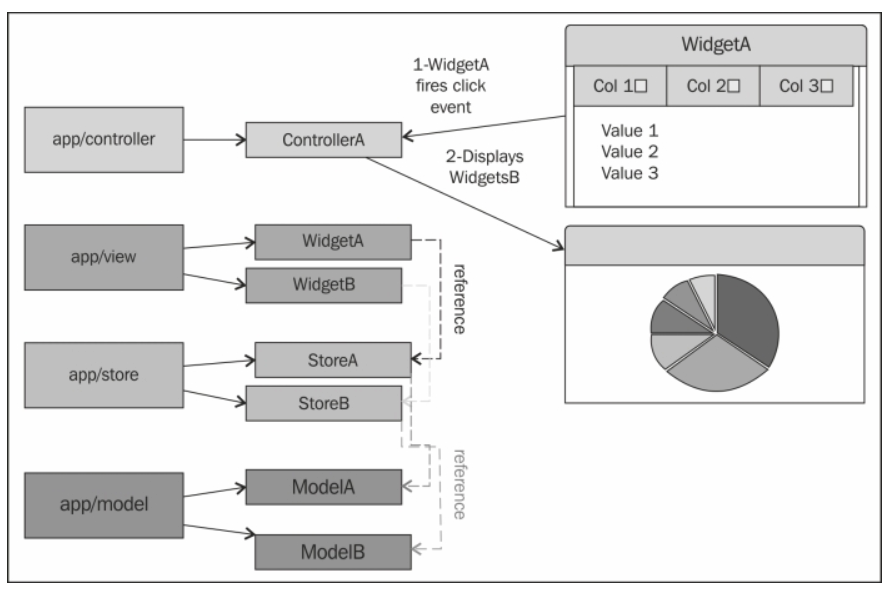 WidgetA
1-WidgetA
fires click
event
Col 1□
Col 2□
Col 3□
app/controller
ControllerA
Value 1
Value 2
Value 3
2-Displays
WidgetsB
app/view
WidgetA
WidgetB
reference
app/store
StoreA
StoreB
reference
app/model
ModelA
ModelB